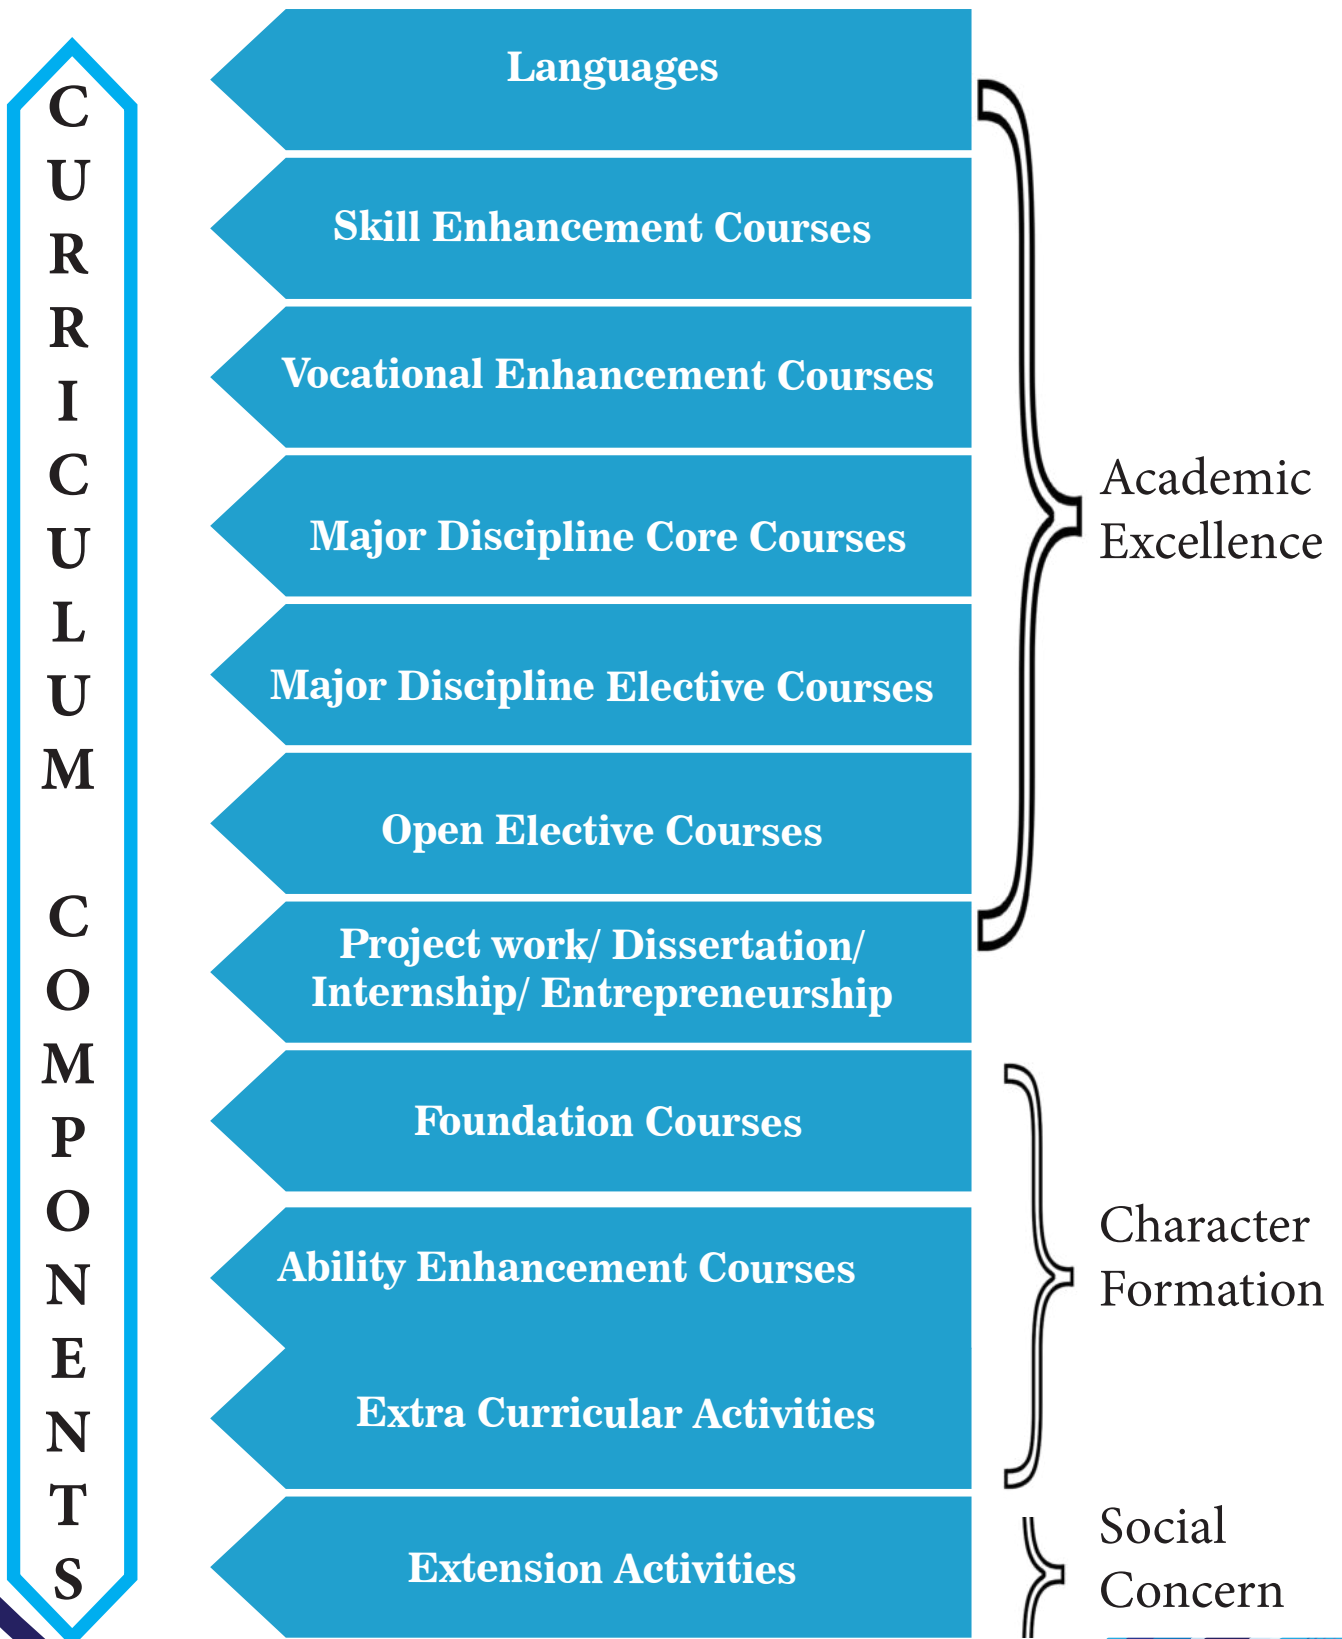 CURRICULUM COMPONENTS
Languages
Skill Enhancement Courses
Vocational Enhancement Courses
Major Discipline Core Courses
Major Discipline Elective Courses
Open Elective Courses
Project work/ Dissertation/
Internship/ Entrepreneurship
Academic
Excellence
Foundation Courses
Ability Enhancement Courses
Extra Curricular Activities
Character
Formation
Extension Activities
Social
Concern